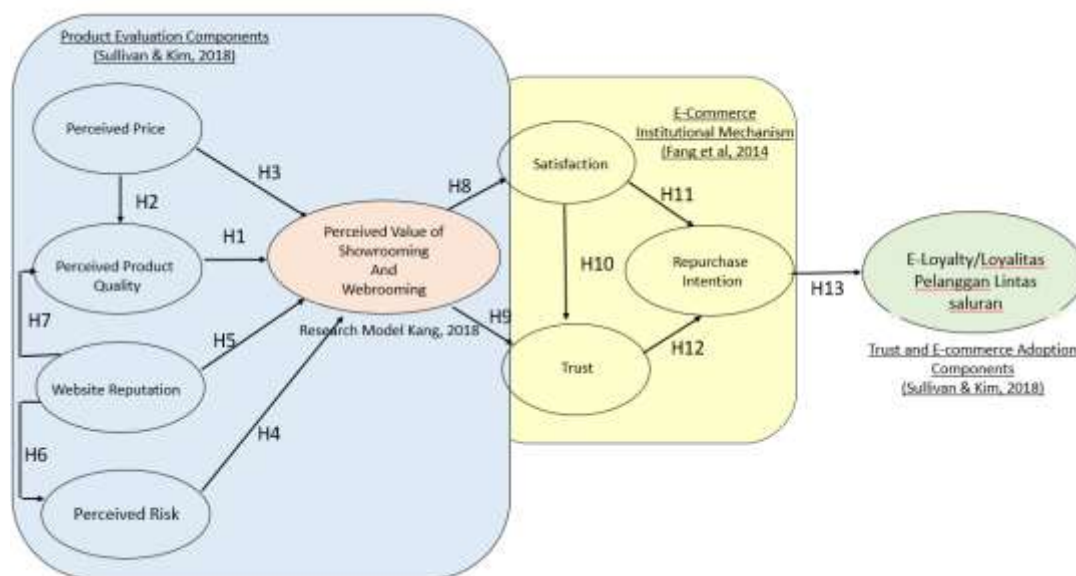 Product Evaluation Components
(Sullivan & Kim, 2018)
Perceived Price
H3
H2
Perceived Product
Quality
H1
Perceived Value of
Showrooming
And
Webrooming
Research Model Kang, 2018
H7
H5
Website Reputation
H4
H6
Perceived Risk
H8
H9
E-Commerce
Institutional Mechanism
(Fang et al, 2014
Satisfaction
H11
H10
Repurchase
Intention
H12
Trust
H13
E-Loyalty/Loyalitas
Pelanggan Lintas
saluran
Trust and E-commerce Adoption
Components
(Sullivan & Kim, 2018)